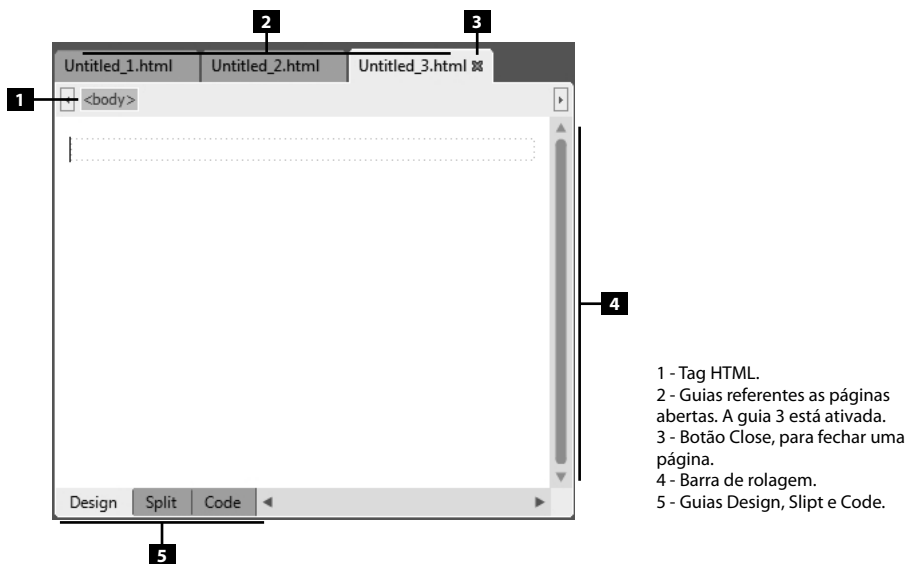 2
3
Untitled_1.html
Untitled_2.html
Untitled_3.html
1
<body>
4
1 - Tag HTML.
2 - Guias referentes as páginas
abertas. A guia 3 está ativada.
3 - Botão Close, para fechar uma
página.
4 - Barra de rolagem.
5 - Guias Design, Slipt e Code.
Design
Split
Code
5